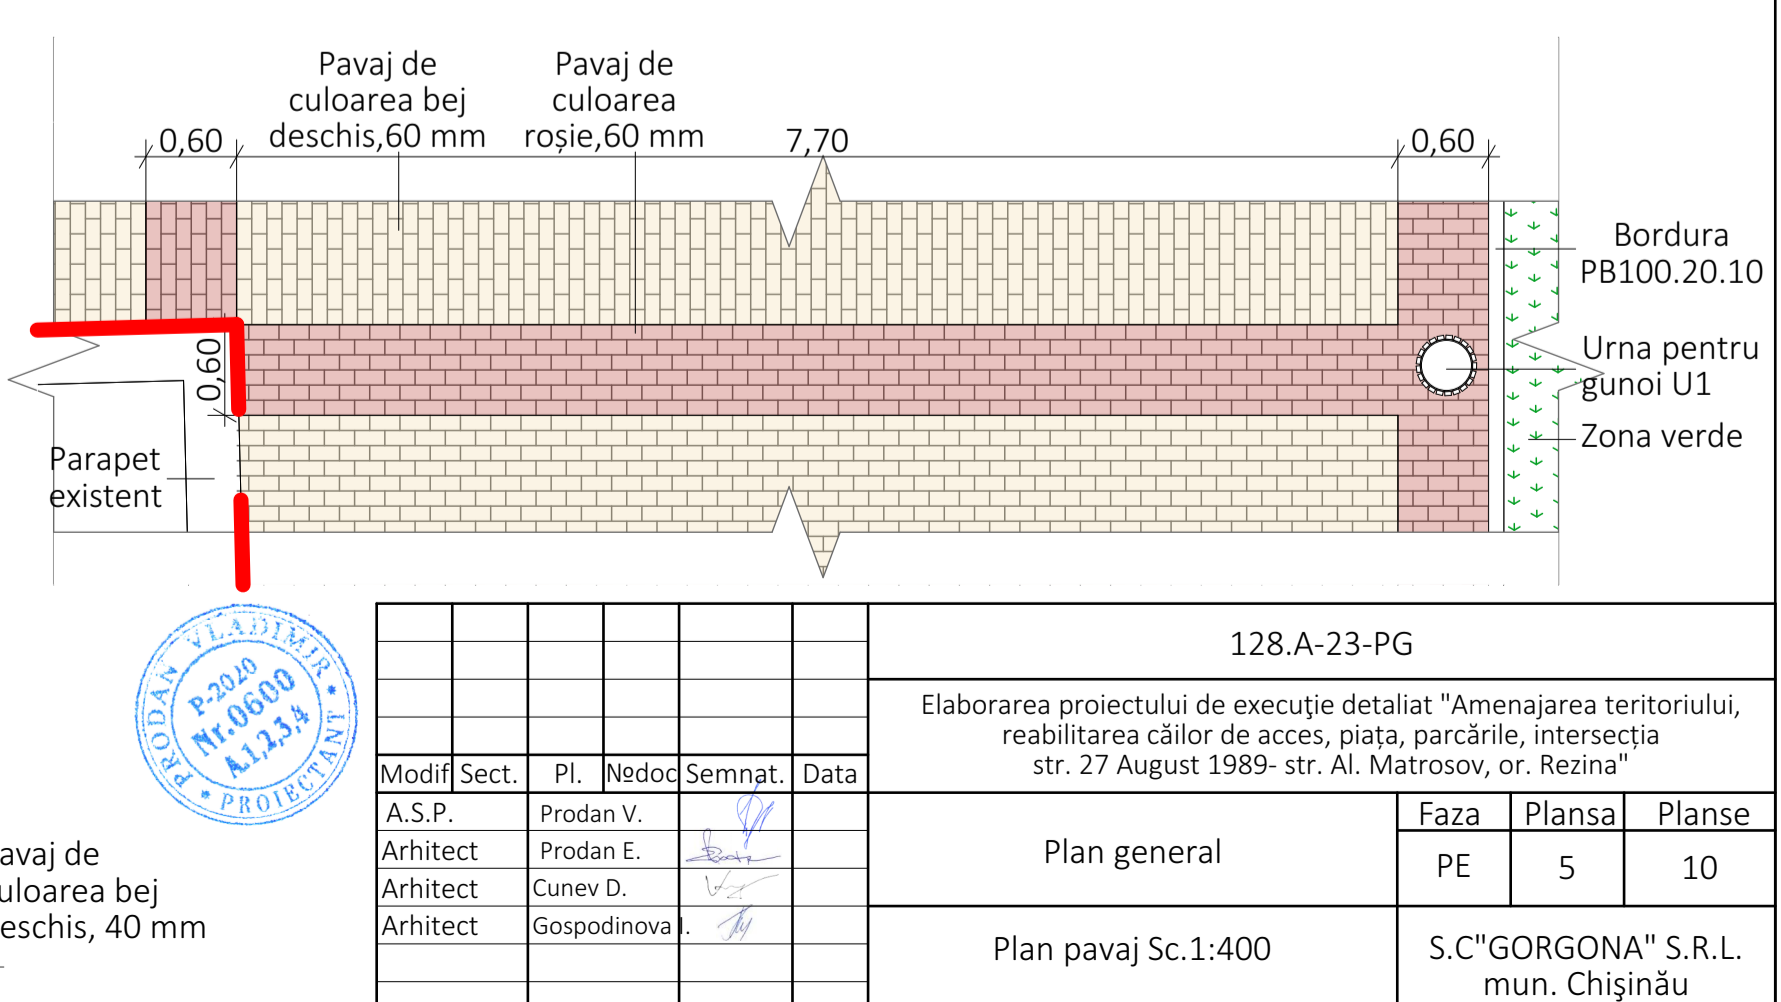 Pavaj de
culoarea bej
deschis,60 mm
Pavaj de
culoarea
roșie,60 mm
0,60
7,70
0,60
0,60
Bordura
PB100.20.10
Urna pentru
gunoi U1
Zona verde
Parapet
existent
PRODAN VLADIMIR
P-2020
Nr.0600
A.1,2,3,4
* PROIECTANT *
avaj de
uloarea bej
eschis, 40 mm
128.A-23-PG
Elaborarea proiectului de execuţie detaliat "Amenajarea teritoriului,
reabilitarea căilor de acces, piața, parcările, intersecția
str. 27 August 1989- str. Al. Matrosov, or. Rezina"
Modif Sect. Pl. №doc Semnat. Data
A.S.P. Prodan V.
Arhitect Prodan E.
Arhitect Cunev D.
Arhitect Gospodinova I.
Plan general
Faza Plansa Planse
PE 5 10
Plan pavaj Sc.1:400
S.C"GORGONA" S.R.L.
mun. Chişinău